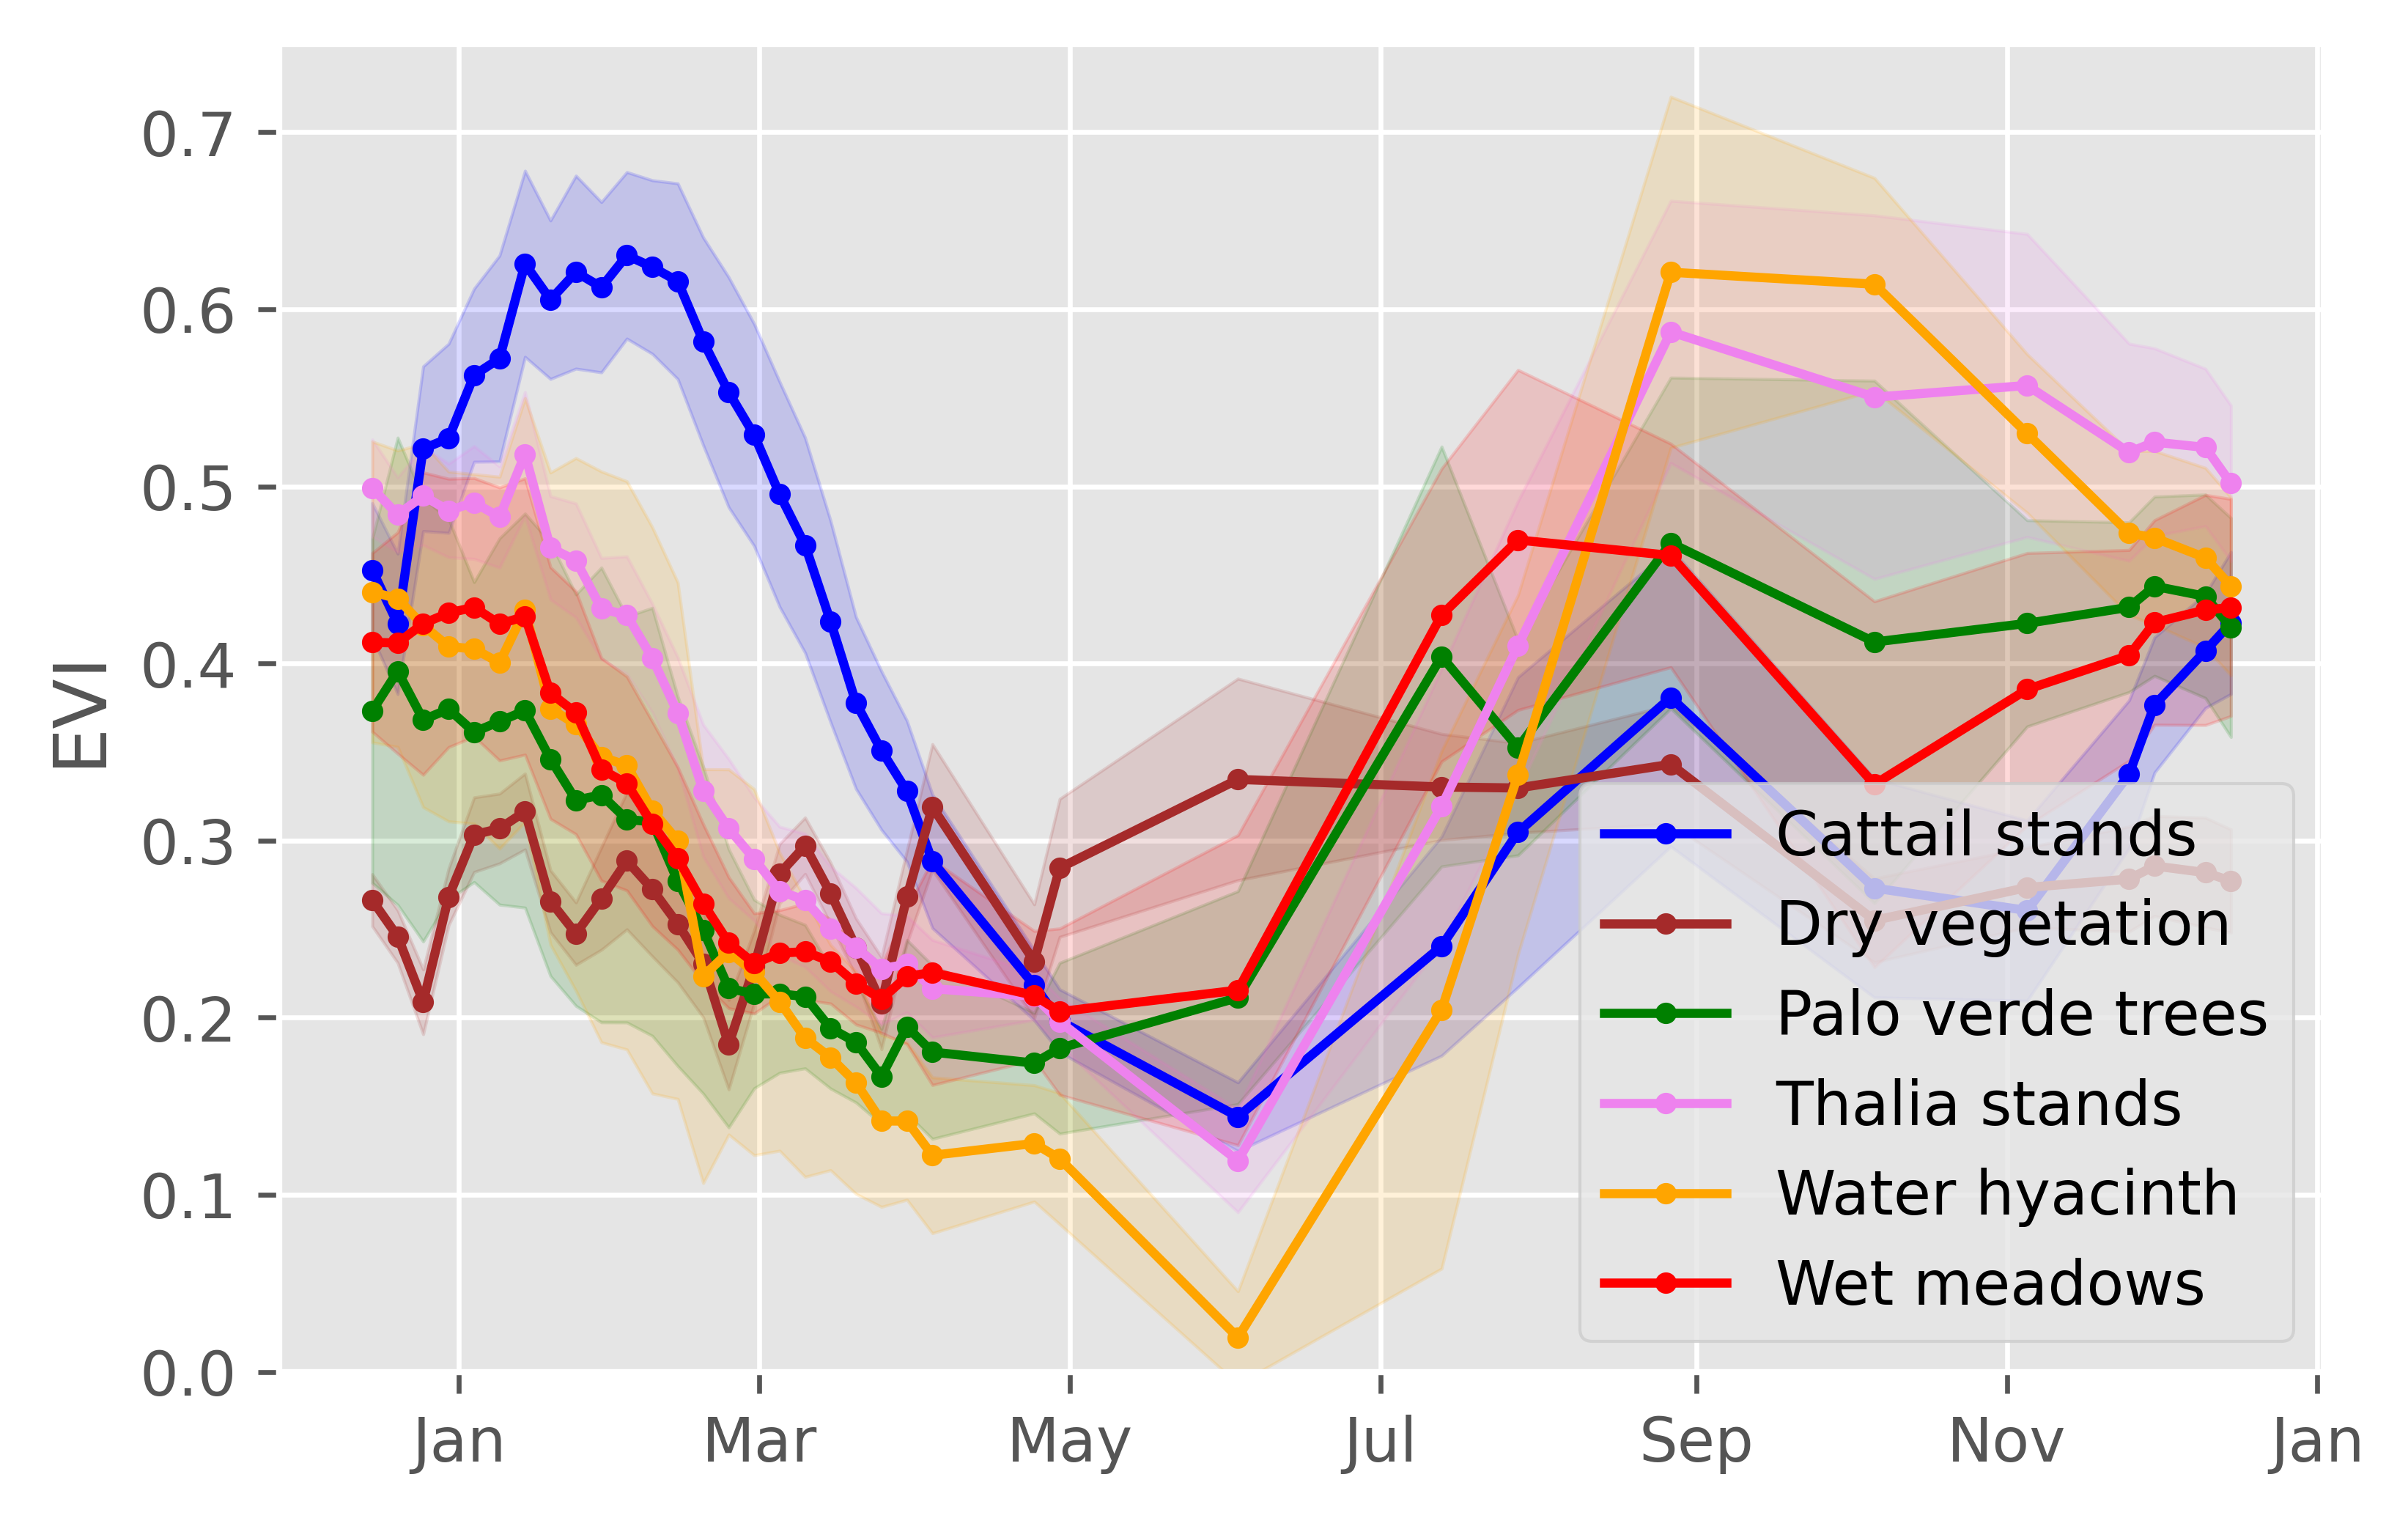 EVI
0.7
0.6
0.5
0.4
0.3
0.2
0.1
0.0
Jan
Mar
May
Jul
Sep
Nov
Jan
Cattail stands
Dry vegetation
Palo verde trees
Thalia stands
Water hyacinth
Wet meadows